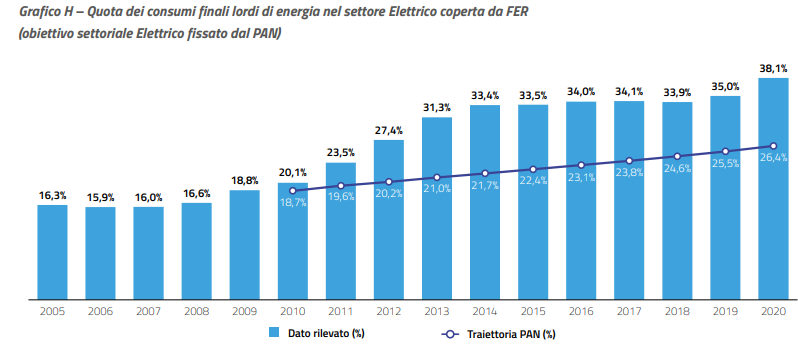 Grafico H – Quota dei consumi finali lordi di energia nel settore Elettrico coperta da FER
(obiettivo settoriale Elettrico fissato dal PAN)
38,1%
35,0%
33,4% 33,5% 34,0% 34,1% 33,9%
31,3%
27,4%
23,5%
20,1%
18,8%
16,3% 15,9% 16,0% 16,6%
18,7% 19,6% 20,2% 21,0% 21,7% 22,4% 23,1% 23,8% 24,6% 25,5% 26,4%
2005 2006 2007 2008 2009 2010 2011 2012 2013 2014 2015 2016 2017 2018 2019 2020
Dato rilevato (%) Traiettoria PAN (%)